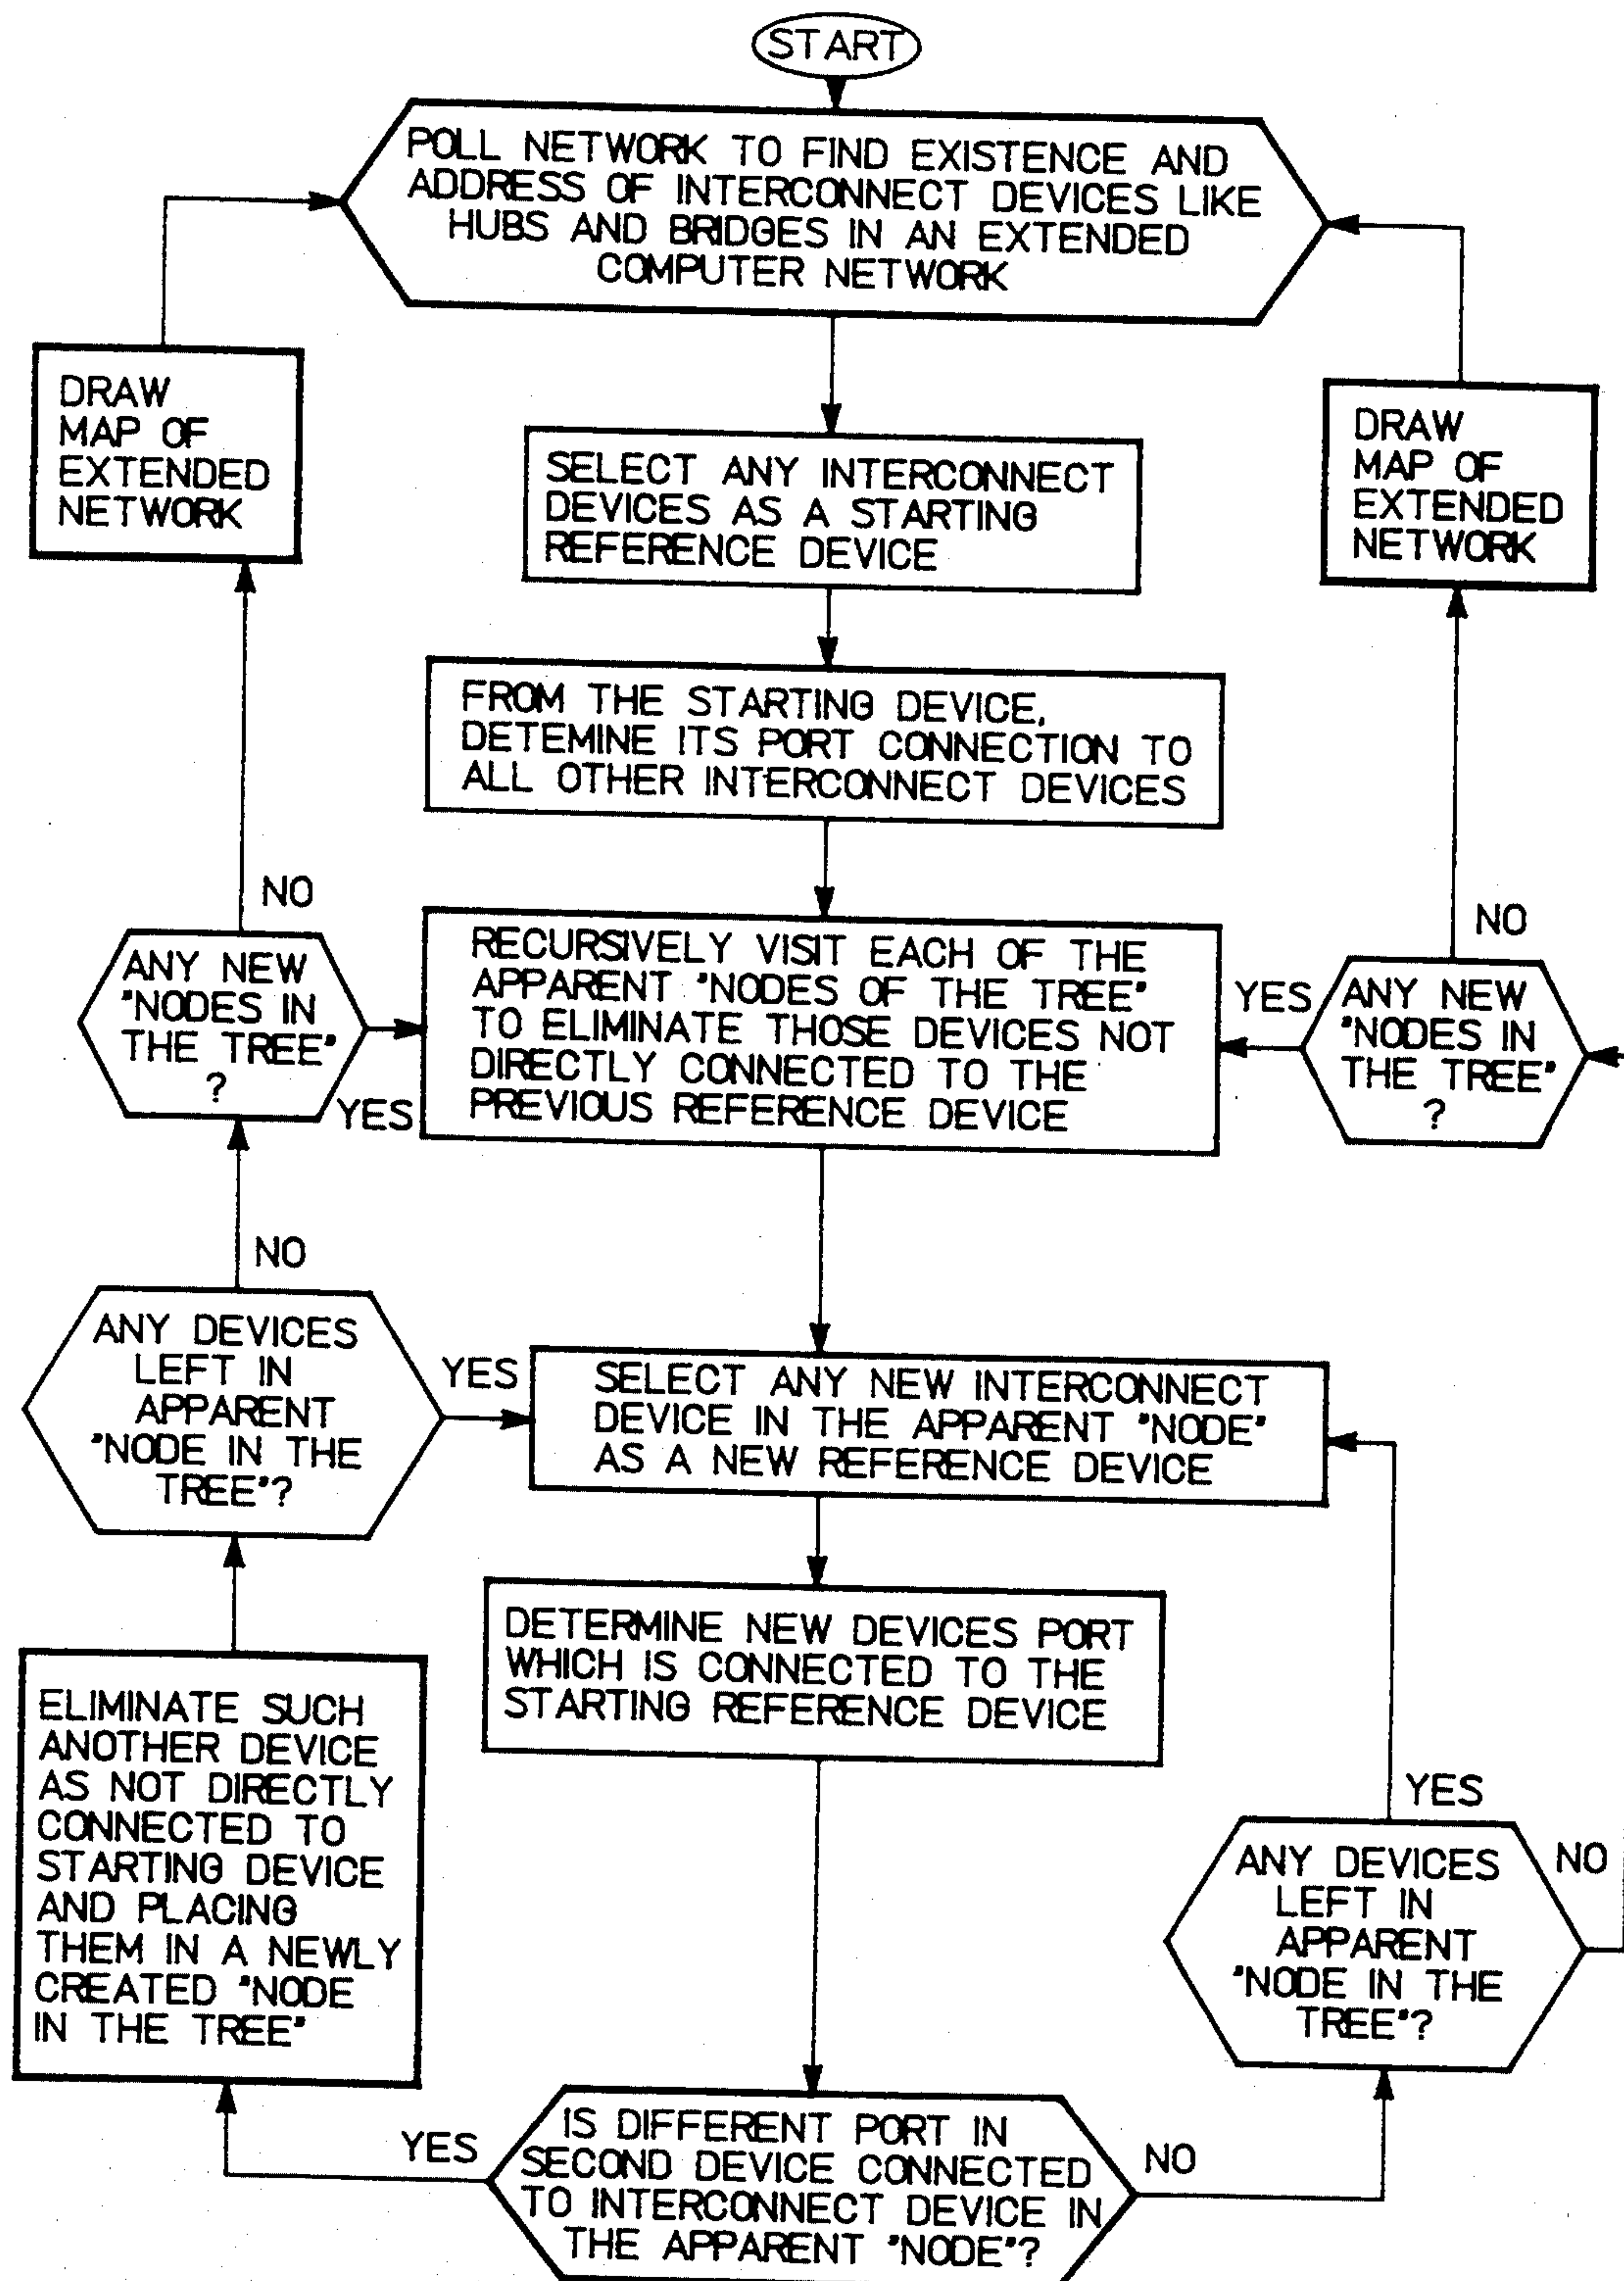 START
POLL NETWORK TO FIND EXISTENCE AND
ADDRESS OF INTERCONNECT DEVICES LIKE
HUBS AND BRIDGES IN AN EXTENDED
COMPUTER NETWORK
DRAW
MAP OF
EXTENDED
NETWORK
SELECT ANY INTERCONNECT
DEVICES AS A STARTING
REFERENCE DEVICE
DRAW
MAP OF
EXTENDED
NETWORK
FROM THE STARTING DEVICE,
DETEMINE ITS PORT CONNECTION TO
ALL OTHER INTERCONNECT DEVICES
NO
NO
ANY NEW
"NODES IN
THE TREE"
?
YES
RECURSIVELY VISIT EACH OF THE
APPARENT "NODES OF THE TREE"
TO ELIMINATE THOSE DEVICES NOT
DIRECTLY CONNECTED TO THE
PREVIOUS REFERENCE DEVICE
YES
ANY NEW
"NODES IN
THE TREE"
?
NO
ANY DEVICES
LEFT IN
APPARENT
"NODE IN THE
TREE"?
YES
SELECT ANY NEW INTERCONNECT
DEVICE IN THE APPARENT "NODE"
AS A NEW REFERENCE DEVICE
DETERMINE NEW DEVICES PORT
WHICH IS CONNECTED TO THE
STARTING REFERENCE DEVICE
ELIMINATE SUCH
ANOTHER DEVICE
AS NOT DIRECTLY
CONNECTED TO
STARTING DEVICE
AND PLACING
THEM IN A NEWLY
CREATED "NODE
IN THE TREE"
YES
NO
ANY DEVICES
LEFT IN
APPARENT
"NODE IN THE
TREE"?
YES
IS DIFFERENT PORT IN
SECOND DEVICE CONNECTED
TO INTERCONNECT DEVICE IN
THE APPARENT "NODE"?
NO